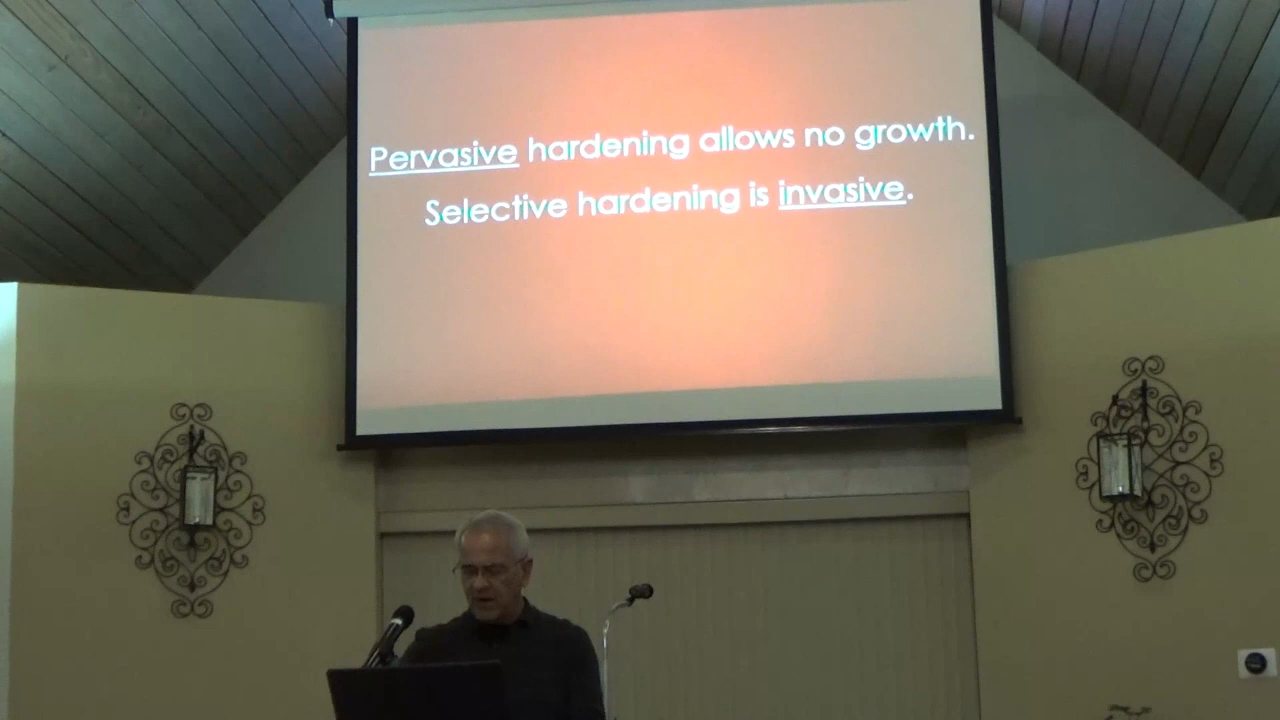 Pervasive hardening allows no growth.
Selective hardening is invasive.